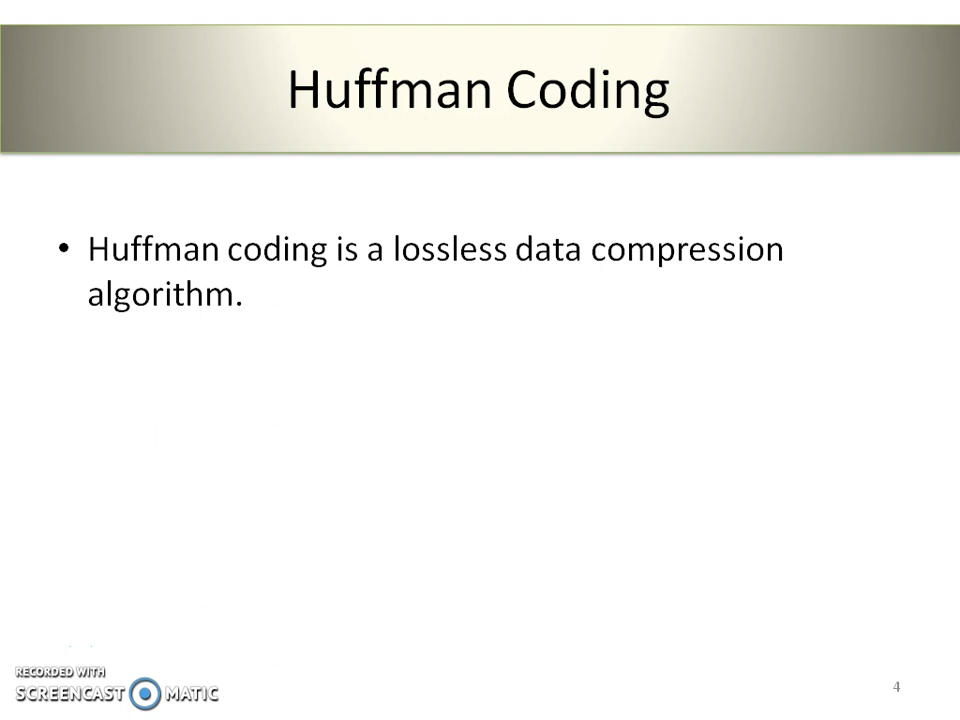 Huffman Coding
• Huffman coding is a lossless data compression
algorithm.
RECORDED WITH
SCREENCAST MATIC
4